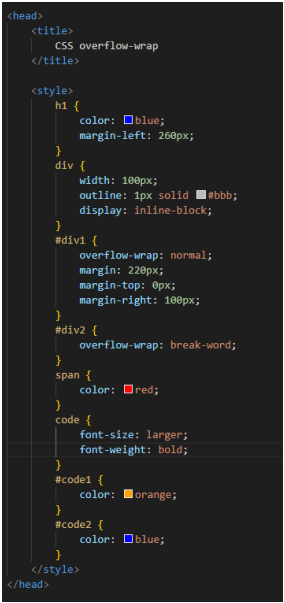 <head>
<title>
CSS overflow-wrap
</title>
<style>
h1 {
color: blue;
margin-left: 260px;
}
div {
width: 100px;
outline: 1px solid #bbb;
display: inline-block;
}
#div1 {
overflow-wrap: normal;
margin: 220px;
margin-top: 0px;
margin-right: 100px;
}
#div2 {
overflow-wrap: break-word;
}
span {
color: red;
}
code {
font-size: larger;
font-weight: bold;
}
#code1 {
color: orange;
}
#code2 {
color: blue;
}
</style>
</head>